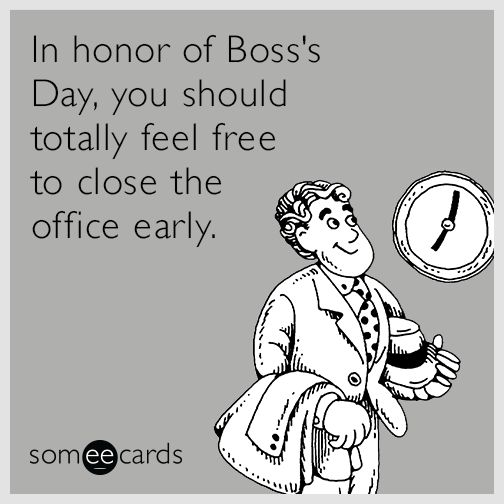 In honor of Boss's
Day, you should
totally feel free
to close the
office early.
someecards